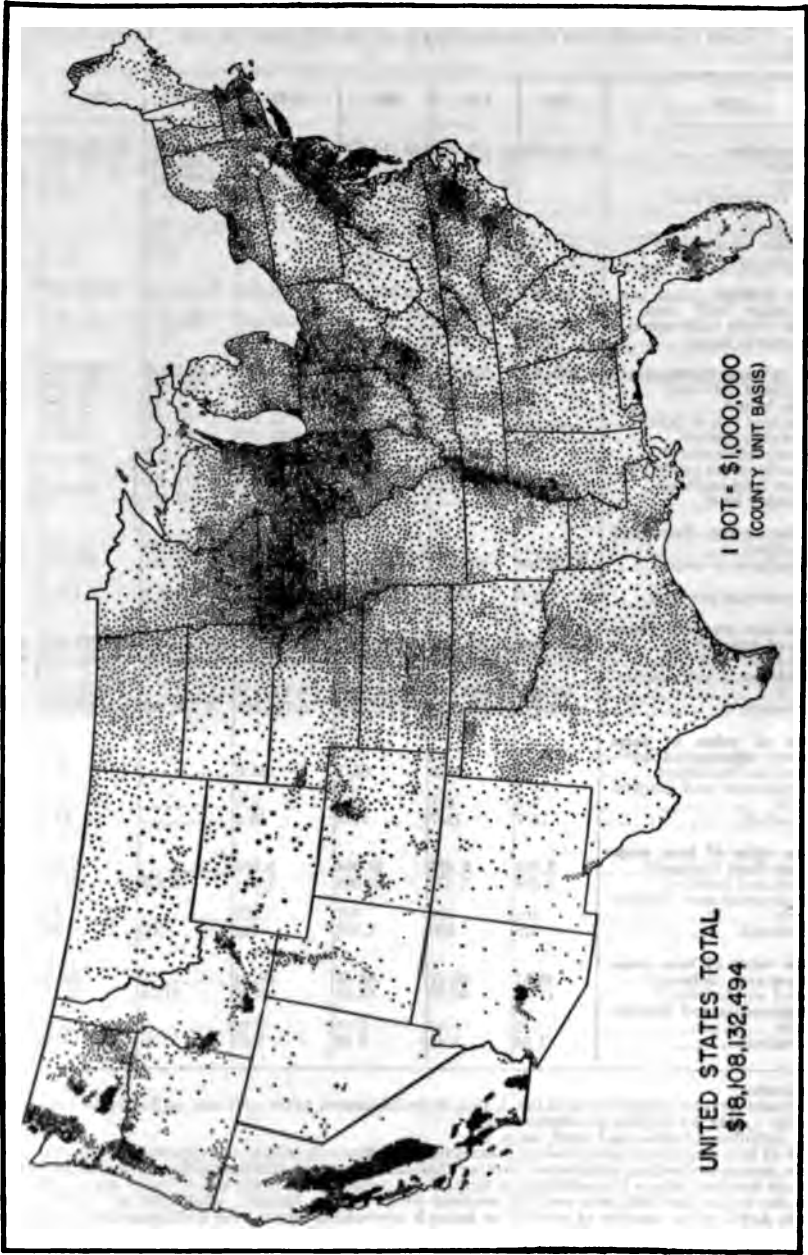 1 DOT = $1,000,000
(COUNTY UNIT BASIS)
UNITED STATES TOTAL
$18,108,132,494